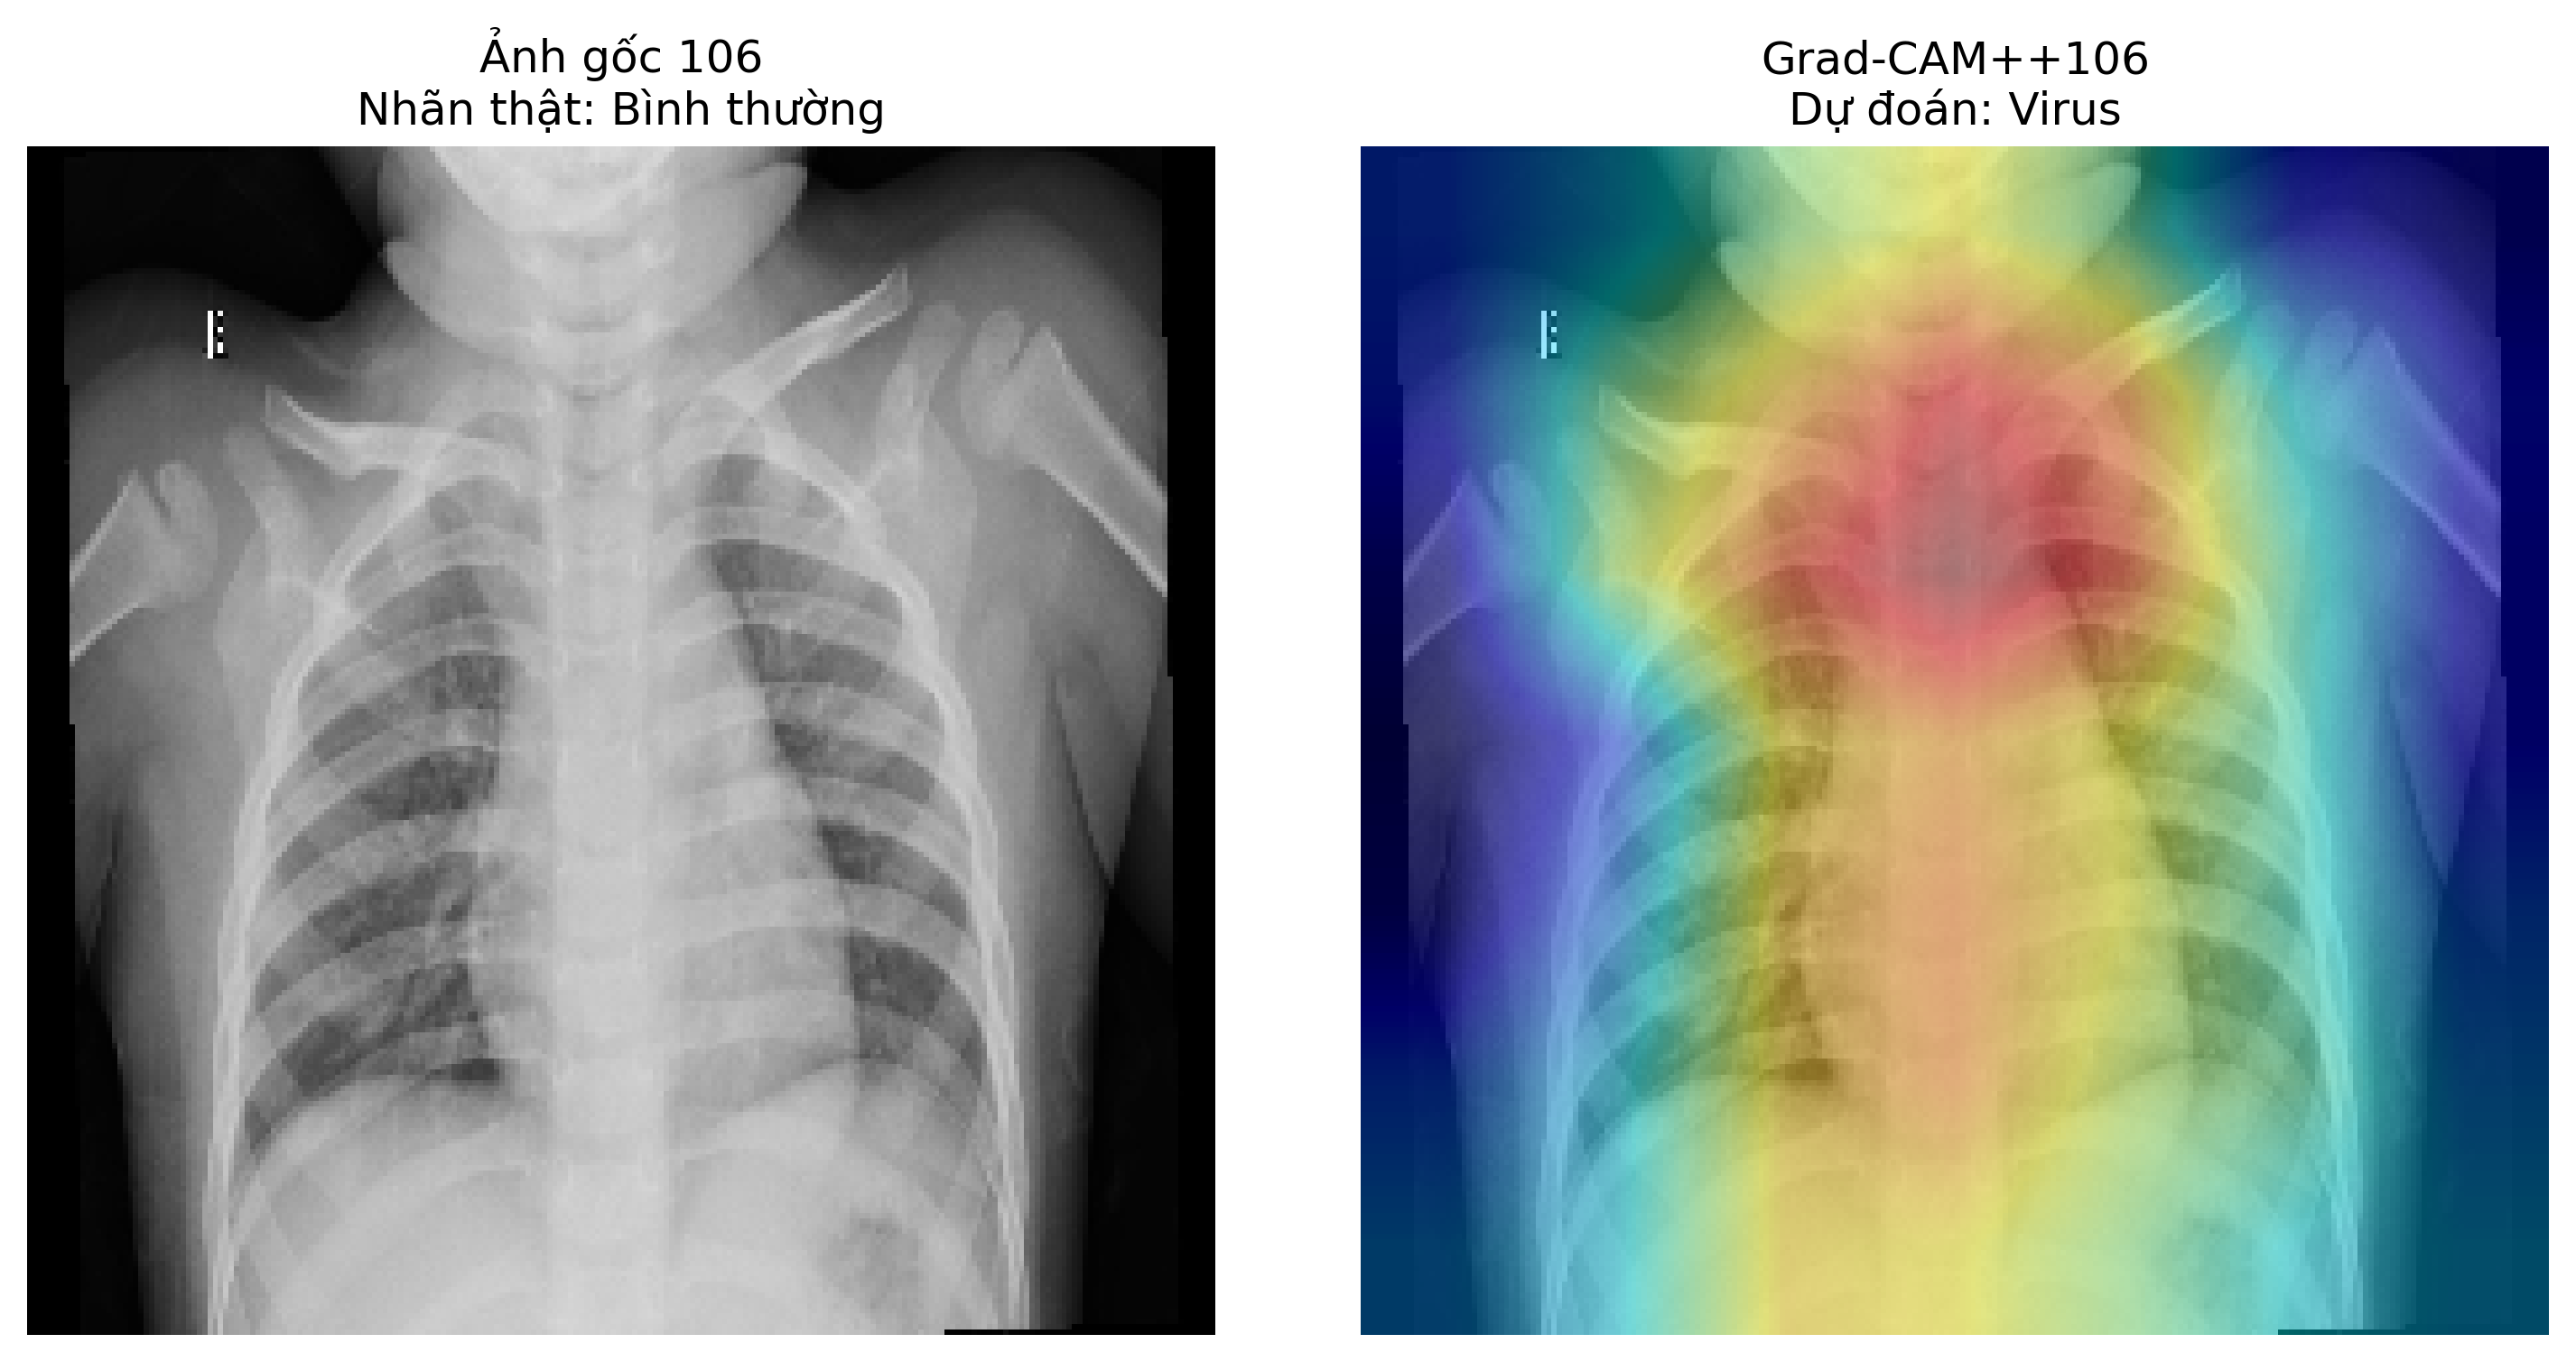 Ảnh gốc 106
Nhãn thật: Bình thường
Grad-CAM++106
Dự đoán: Virus